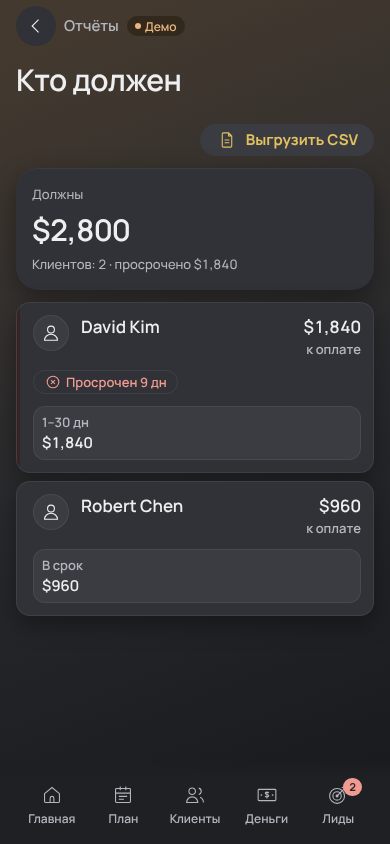 Отчёты
Демо
Кто должен
Выгрузить CSV
Должны
$2,800
Клиентов: 2 · просрочено $1,840
David Kim
$1,840
к оплате
Просрочен 9 дн
1–30 дн
$1,840
Robert Chen
$960
к оплате
В срок
$960
2
Главная
План
Клиенты
Деньги
Лиды